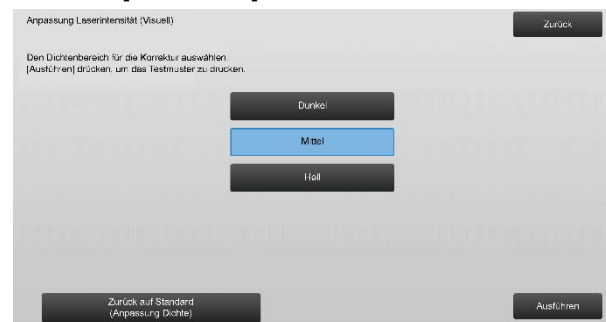 Anpassung Laserintensität (Visuell)
Zurück
Den Dichtenbereich für die Korrektur auswählen.
[Ausführen] drücken, um das Testmuster zu drucken.
Dunkel
Mittel
Hell
Zurück auf Standard
(Anpassung Dichte)
Ausführen